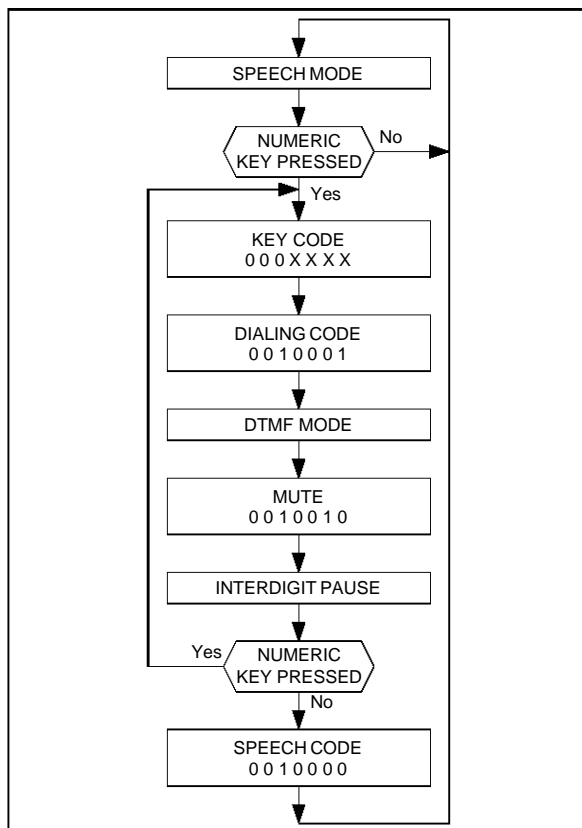 SPEECH MODE
NUMERIC
KEY PRESSED
No
Yes
KEY CODE
0 0 0 X X X X
DIALING CODE
0 0 1 0 0 0 1
DTMF MODE
MUTE
0 0 1 0 0 1 0
INTERDIGIT PAUSE
Yes
NUMERIC
KEY PRESSED
No
SPEECH CODE
0 0 1 0 0 0 0